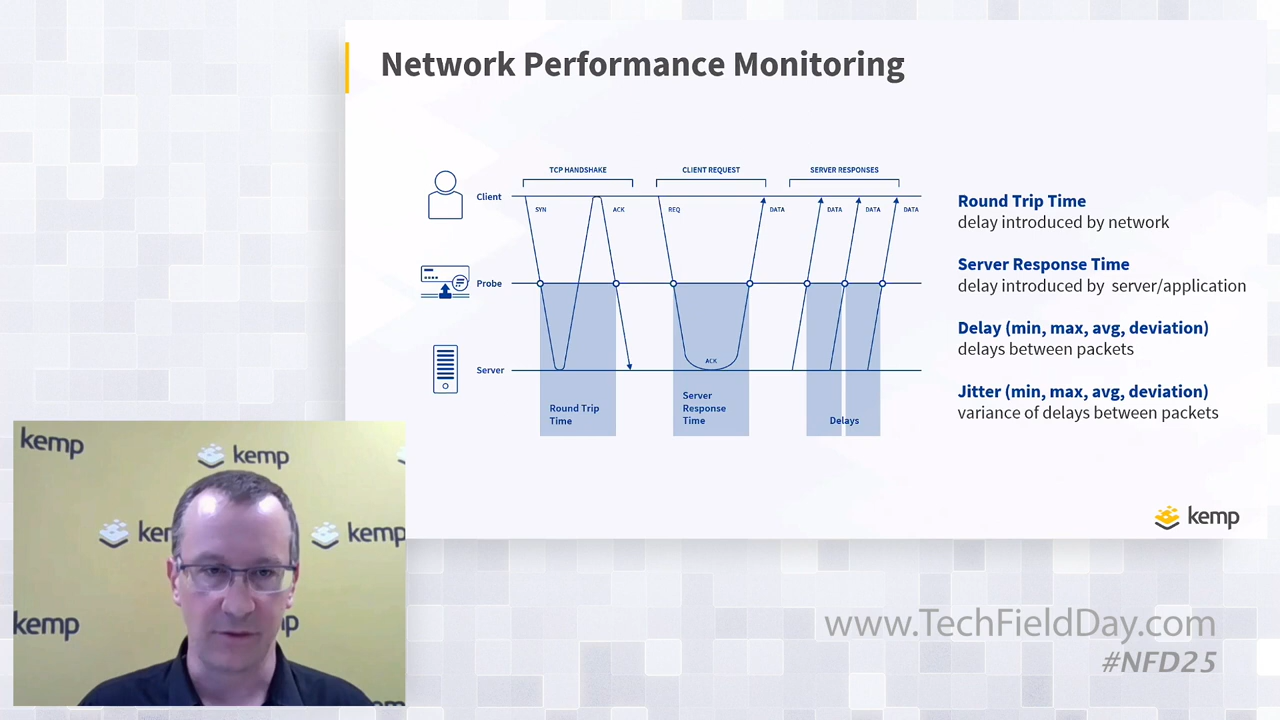 Network Performance Monitoring
TCP HANDSHAKE
CLIENT REQUEST
SERVER RESPONSES
Client
SYN
ACK
REQ
DATA
DATA
DATA
DATA
Probe
Server
ACK
Round Trip
Time
Server
Response
Time
Delays
Round Trip Time
delay introduced by network
Server Response Time
delay introduced by server/application
Delay (min, max, avg, deviation)
delays between packets
Jitter (min, max, avg, deviation)
variance of delays between packets
kemp
kemp
kemp
kemp
kemp
www.TechFieldDay.com
#NFD25